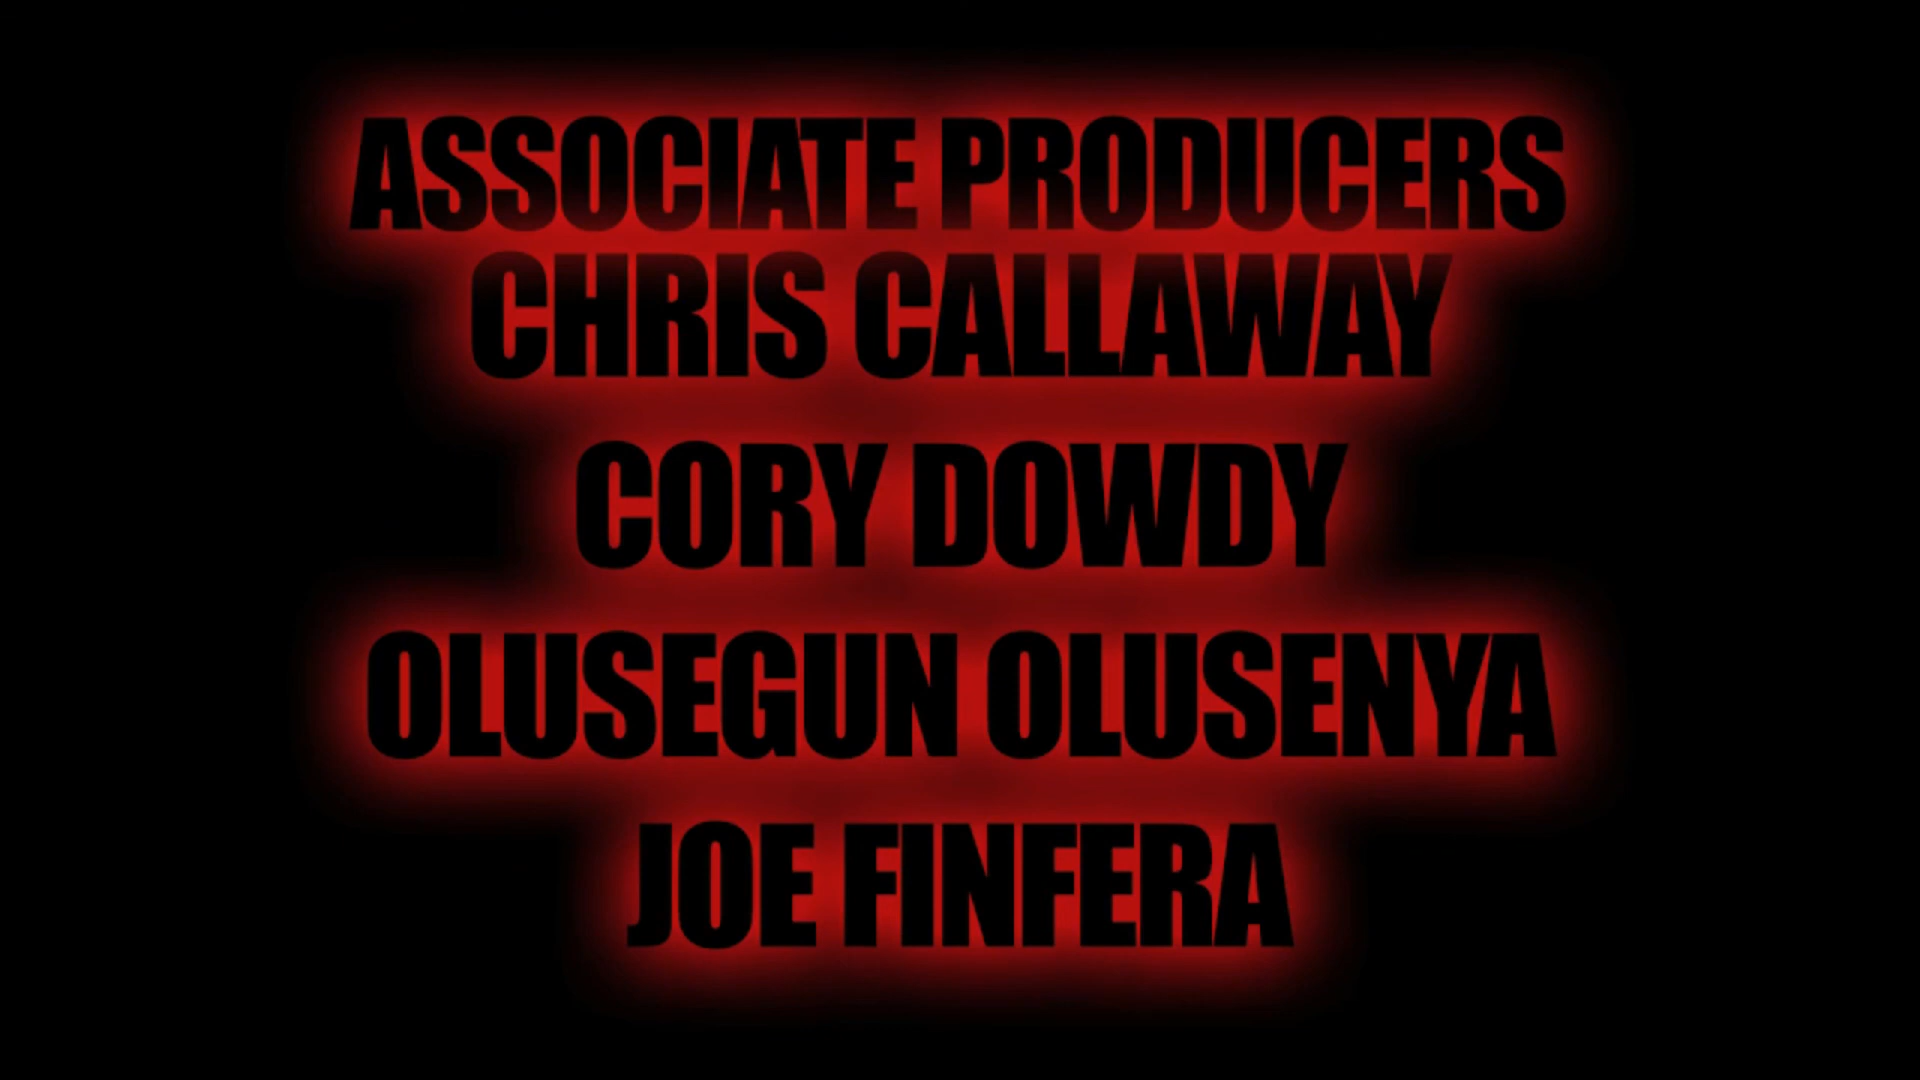 ASSOCIATE PRODUCERS
CHRIS CALLAWAY
CORY DOWDY
OLUSEGUN OLUSENYA
JOE FINFERA